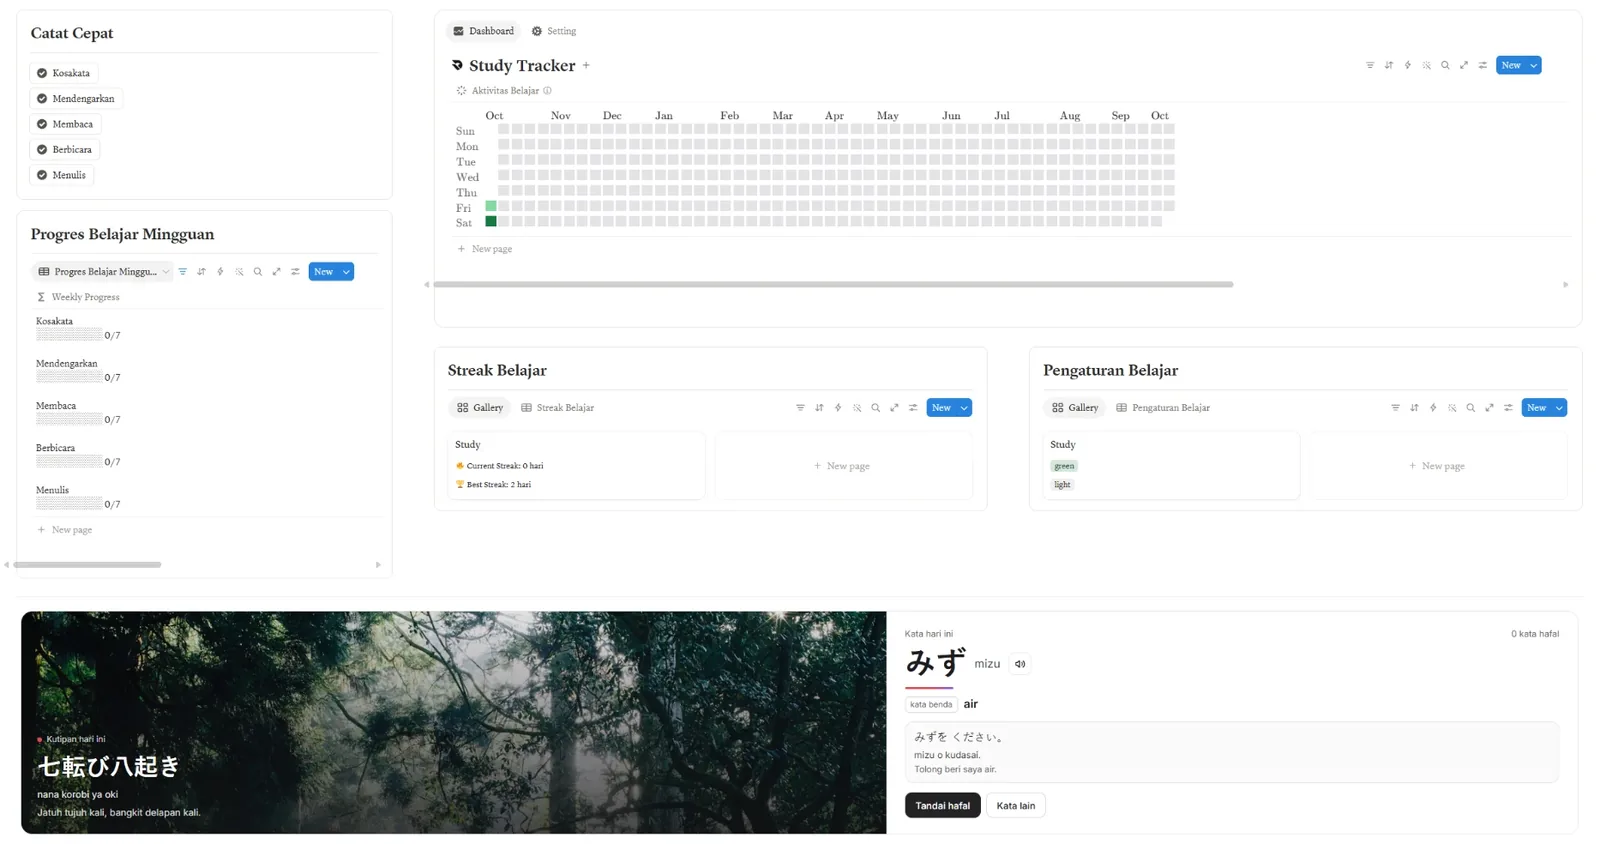 Catat Cepat
Kosakata
Mendengarkan
Membaca
Berbicara
Menulis
Progres Belajar Mingguan
Progres Belajar Minggu...
New
Weekly Progress
Kosakata
0/7
Mendengarkan
0/7
Membaca
0/7
Berbicara
0/7
Menulis
0/7
New page
Dashboard Setting
Study Tracker +
New
Aktivitas Belajar
Oct Nov Dec Jan Feb Mar Apr May Jun Jul Aug Sep Oct
Sun
Mon
Tue
Wed
Thu
Fri
Sat
+ New page
Streak Belajar
Gallery Streak Belajar New
Study
Current Streak: 0 hari
Best Streak: 2 hari
+ New page
Pengaturan Belajar
Gallery Pengaturan Belajar New
Study
green
light
+ New page
Kutipan hari ini
七転び八起き
nana korobi ya oki
Jatuh tujuh kali, bangkit delapan kali.
Kata hari ini 0 kata hafal
みず mizu
kata benda air
みずを ください。
mizu o kudasai.
Tolong beri saya air.
Tandai hafal Kata lain